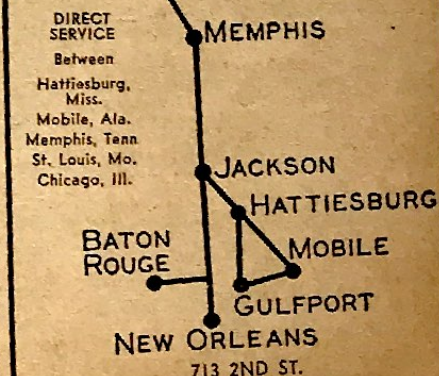 DIRECT
SERVICE
Between
Hattiesburg,
Miss.
Mobile, Ala.
Memphis, Tenn
St. Louis, Mo.
Chicago, Ill.
MEMPHIS
JACKSON
HATTIESBURG
MOBILE
BATON
ROUGE
GULFPORT
NEW ORLEANS
713 2ND ST.